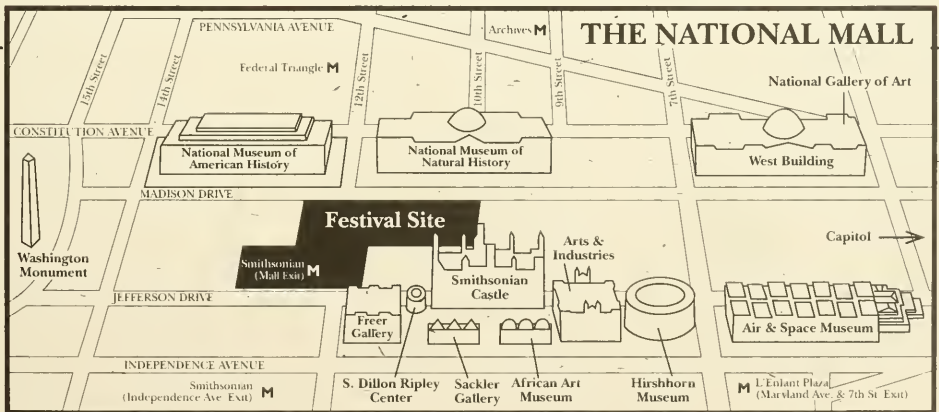 THE NATIONAL MALL
PENNSYLVANIA AVENUE
Archives M
Federal Triangle M
15th Street
14th Street
12th Street
10th Street
9th Street
7th Street
National Gallery of Art
CONSTITUTION AVENUE
National Museum of
American History
National Museum of
Natural History
West Building
MADISON DRIVE
Festival Site
Washington
Monument
Smithsonian
(Mall Exit) M
Smithsonian
Castle
Arts &
Industries
Capitol
JEFFERSON DRIVE
Freer
Gallery
Air & Space Museum
INDEPENDENCE AVENUE
Smithsonian
(Independence Ave Exit) M
S. Dillon Ripley
Center
Sackler
Gallery
African Art
Museum
Hirshhorn
Museum
M L'Enfant Plaza
(Maryland Ave. & 7th St Exit)